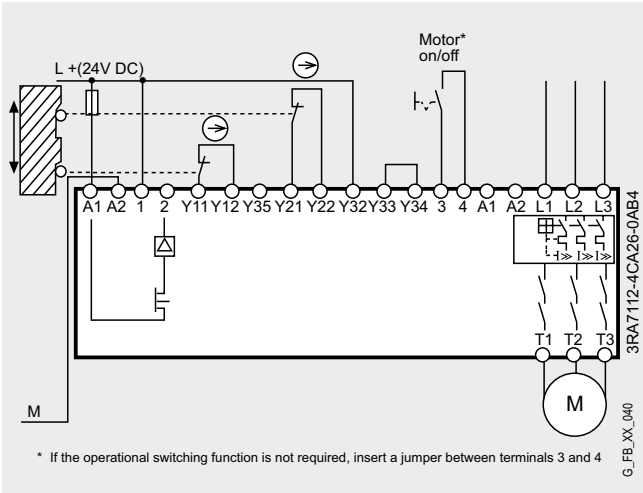 Motor*
on/off
L +(24V DC)
A1 A2 1 2 Y11 Y12 Y35 Y21 Y22 Y32 Y33 Y34 3 4 A1 A2 L1 L2 L3
I≫ I≫ I≫
T1 T2 T3
M
M
3RA7112-4CA26-0AB4
G_FB_XX_040
* If the operational switching function is not required, insert a jumper between terminals 3 and 4